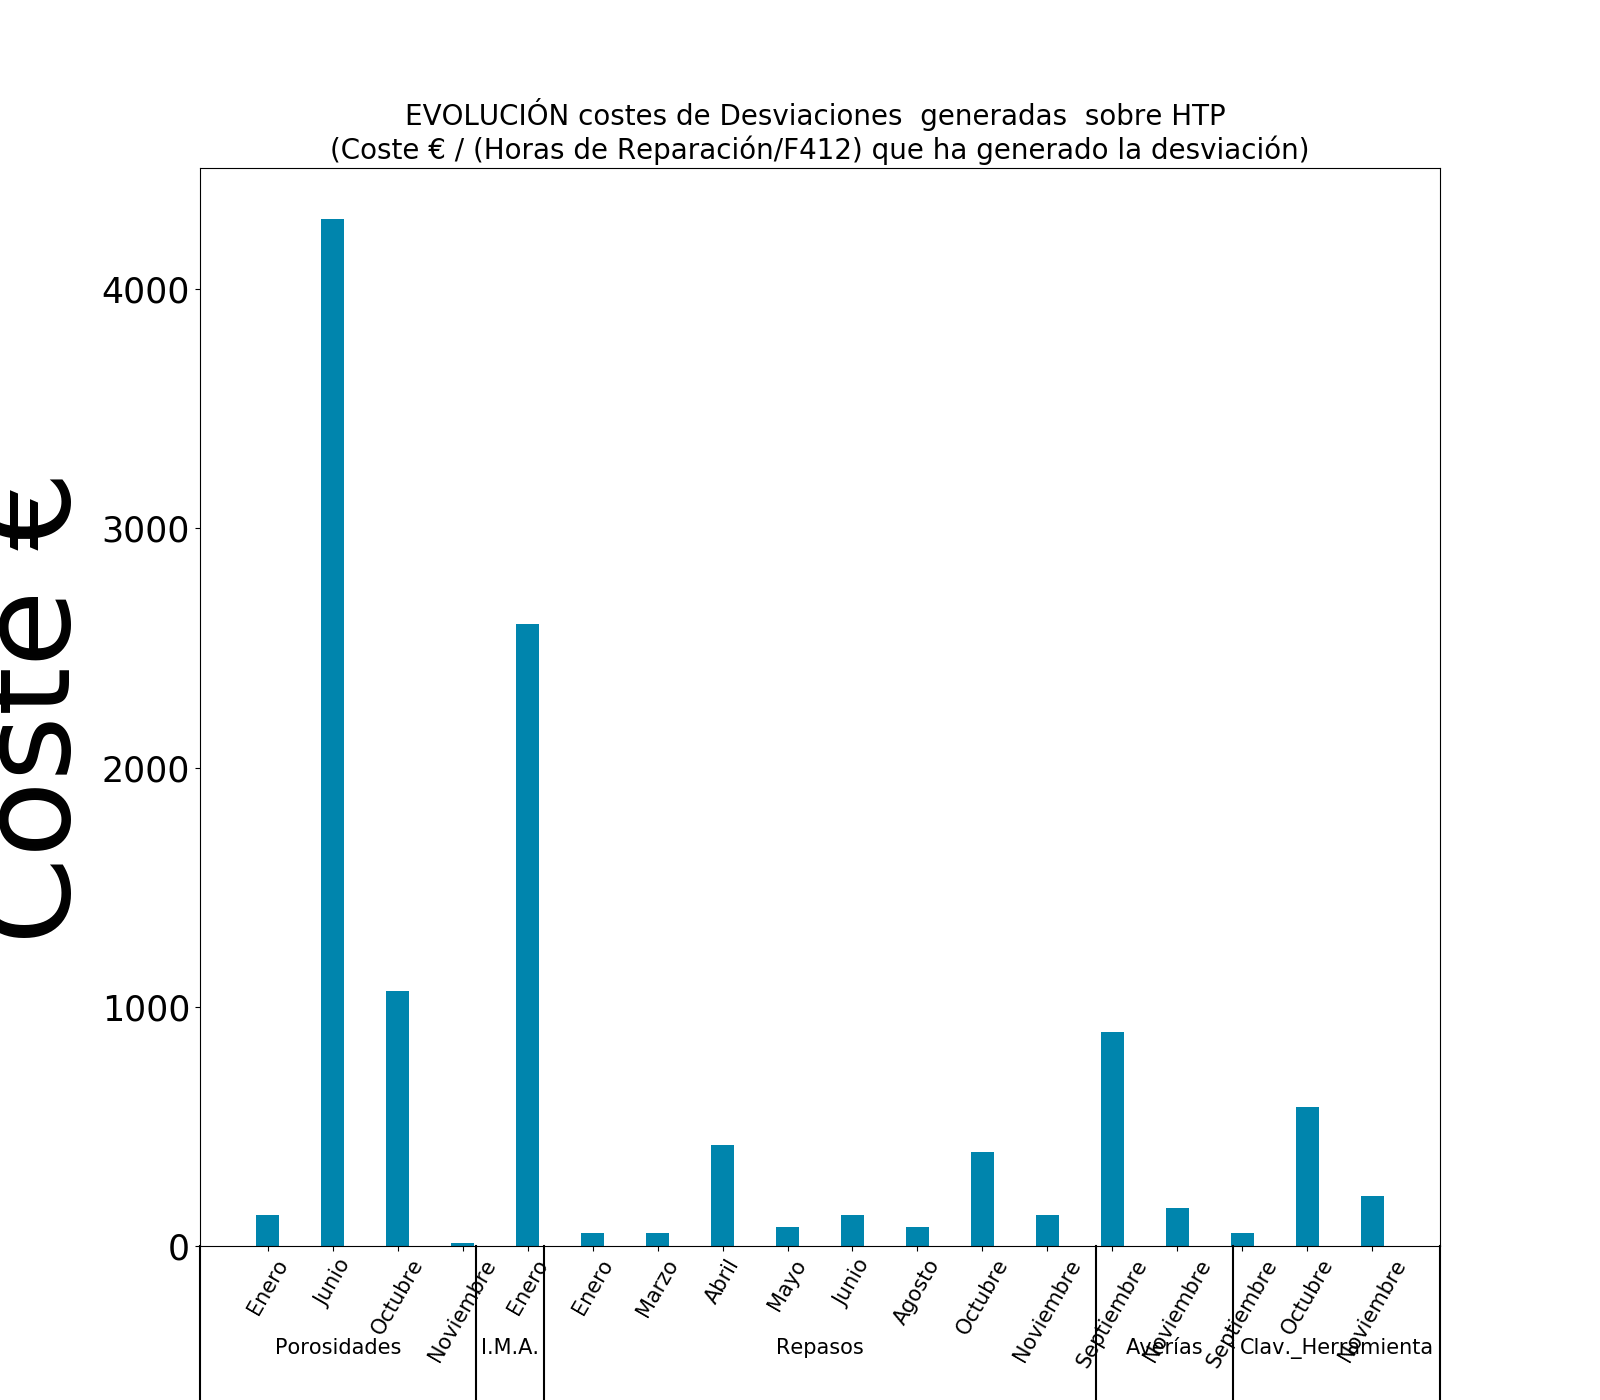 EVOLUCIÓN costes de Desviaciones  generadas  sobre HTP
(Coste € / (Horas de Reparación/F412) que ha generado la desviación)
Coste €
4000
3000
2000
1000
0
Enero
Junio
Octubre
Noviembre
Enero
Enero
Marzo
Abril
Mayo
Junio
Agosto
Octubre
Noviembre
Septiembre
Noviembre
Septiembre
Octubre
Noviembre
Porosidades
I.M.A.
Repasos
Averías
Clav._Herramienta